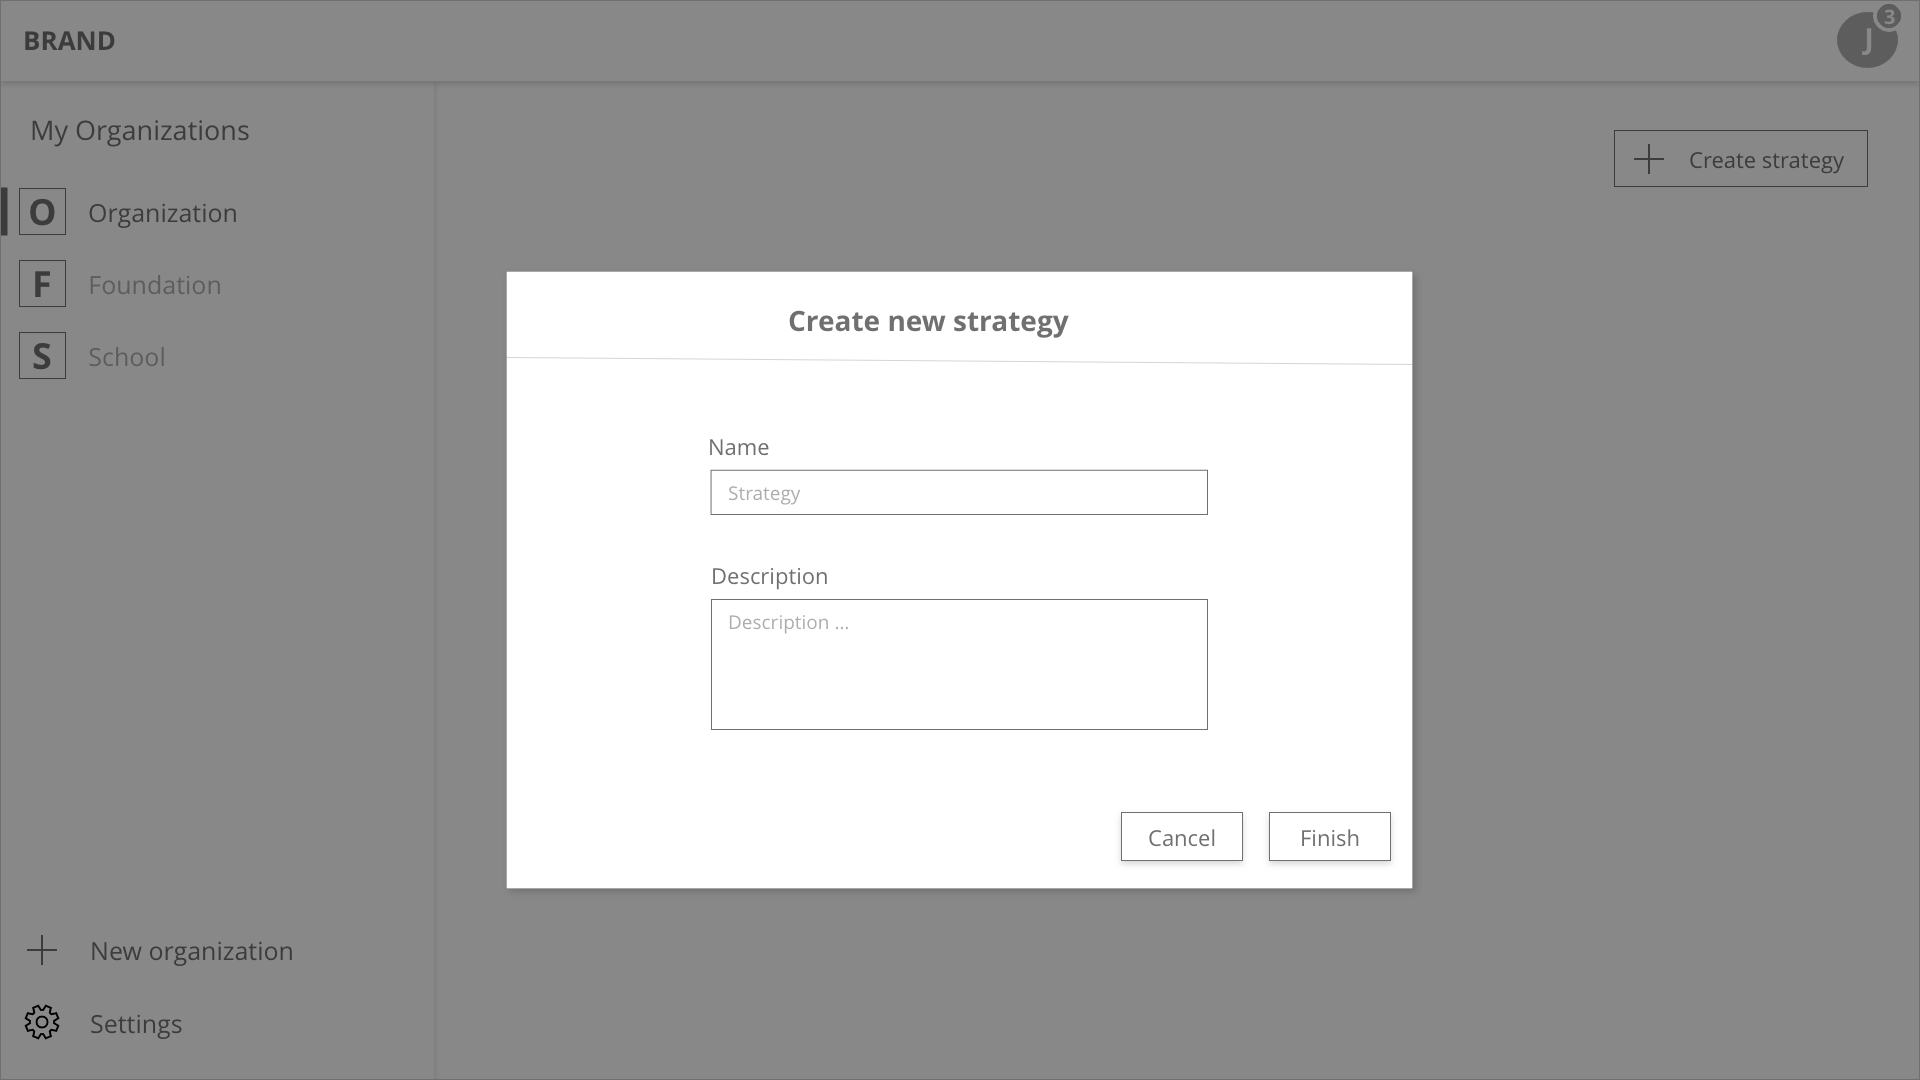 BRAND
J
3
My Organizations
Create strategy
O Organization
F Foundation
S School
Create new strategy
Name
Strategy
Description
Description ...
Cancel
Finish
New organization
Settings